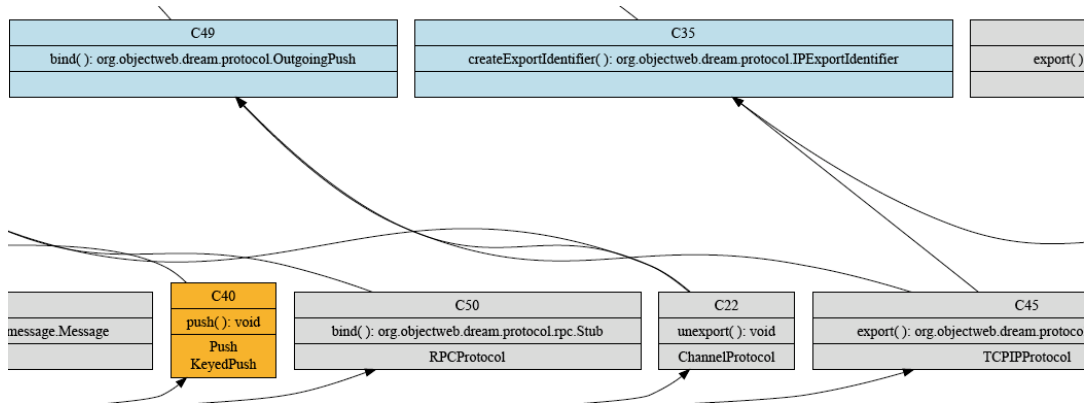 C49
bind( ): org.objectweb.dream.protocol.OutgoingPush
C35
createExportIdentifier( ): org.objectweb.dream.protocol.IPExportIdentifier
export( )
message.Message
C40
push( ): void
Push
KeyedPush
C50
bind( ): org.objectweb.dream.protocol.rpc.Stub
RPCProtocol
C22
unexport( ): void
ChannelProtocol
C45
export( ): org.objectweb.dream.protoco
TCPIPProtocol